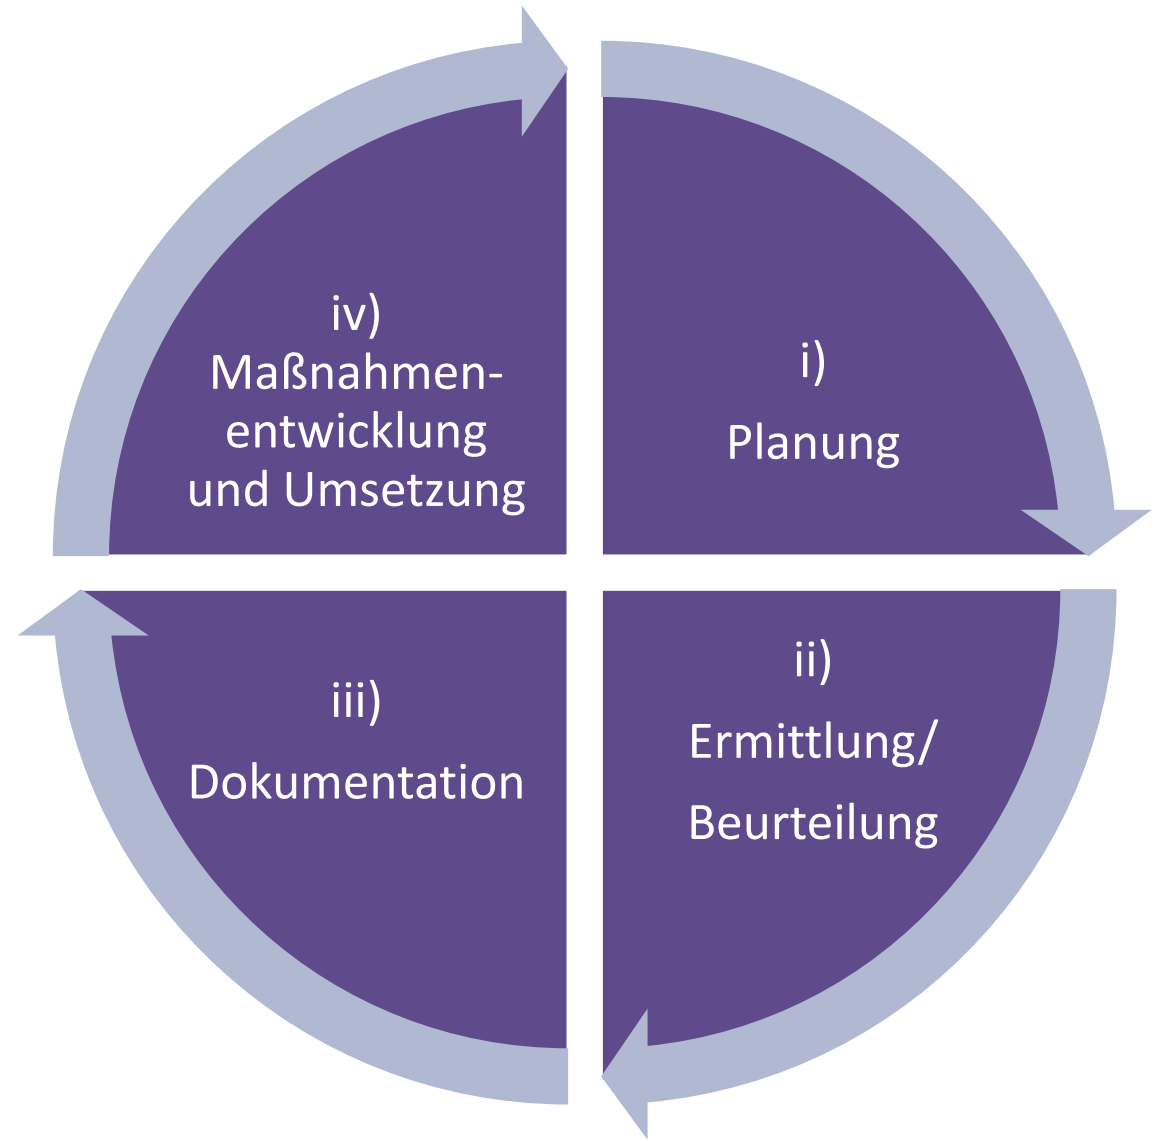 i)
Planung
ii)
Ermittlung/
Beurteilung
iii)
Dokumentation
iv)
Maßnahmen-
entwicklung
und Umsetzung